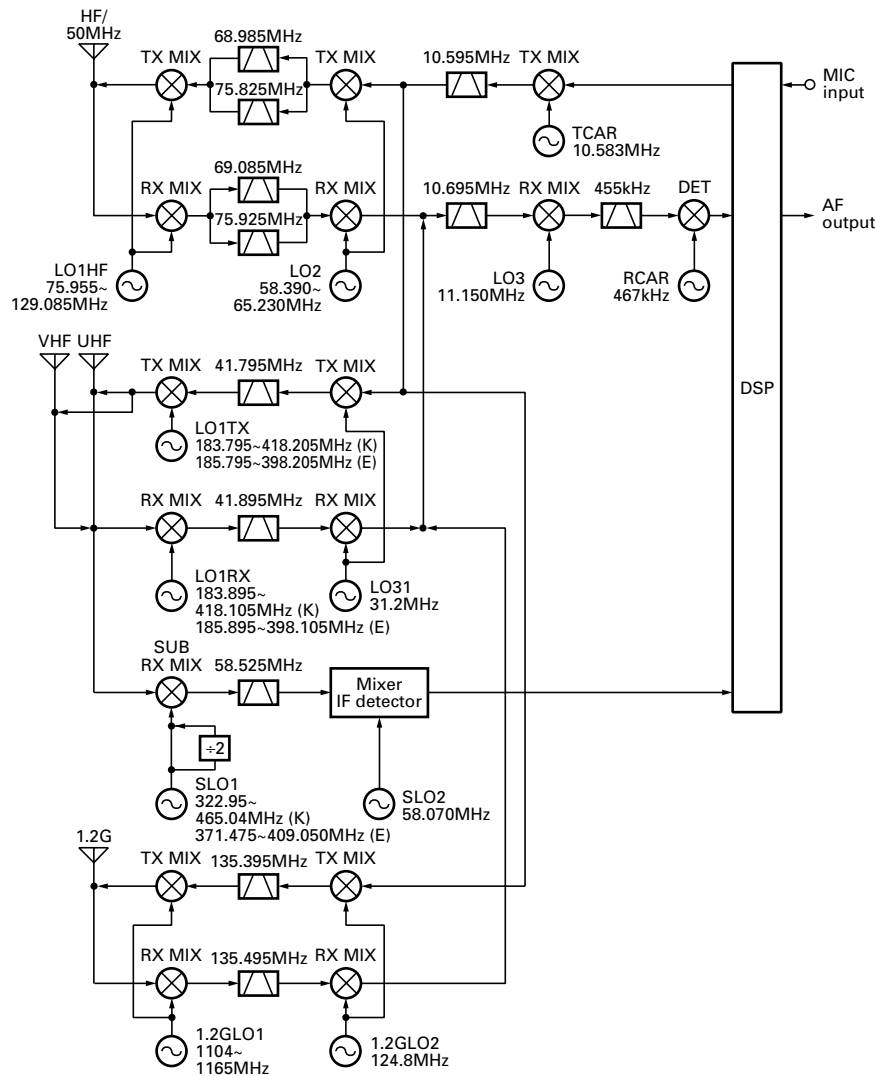 HF/
50MHz
TX MIX
68.985MHz
75.825MHz
TX MIX
10.595MHz
TX MIX
TCAR
10.583MHz
MIC
input
RX MIX
69.085MHz
75.925MHz
RX MIX
10.695MHz
RX MIX
455kHz
DET
AF
output
LO1HF
75.955~
129.085MHz
LO2
58.390~
65.230MHz
LO3
11.150MHz
RCAR
467kHz
DSP
VHF
UHF
TX MIX
41.795MHz
TX MIX
LO1TX
183.795~418.205MHz (K)
185.795~398.205MHz (E)
RX MIX
41.895MHz
RX MIX
LO1RX
183.895~
418.105MHz (K)
185.895~398.105MHz (E)
LO31
31.2MHz
SUB
RX MIX
58.525MHz
Mixer
IF detector
÷2
SLO1
322.95~
465.04MHz (K)
371.475~409.050MHz (E)
SLO2
58.070MHz
1.2G
TX MIX
135.395MHz
TX MIX
RX MIX
135.495MHz
RX MIX
1.2GLO1
1104~
1165MHz
1.2GLO2
124.8MHz